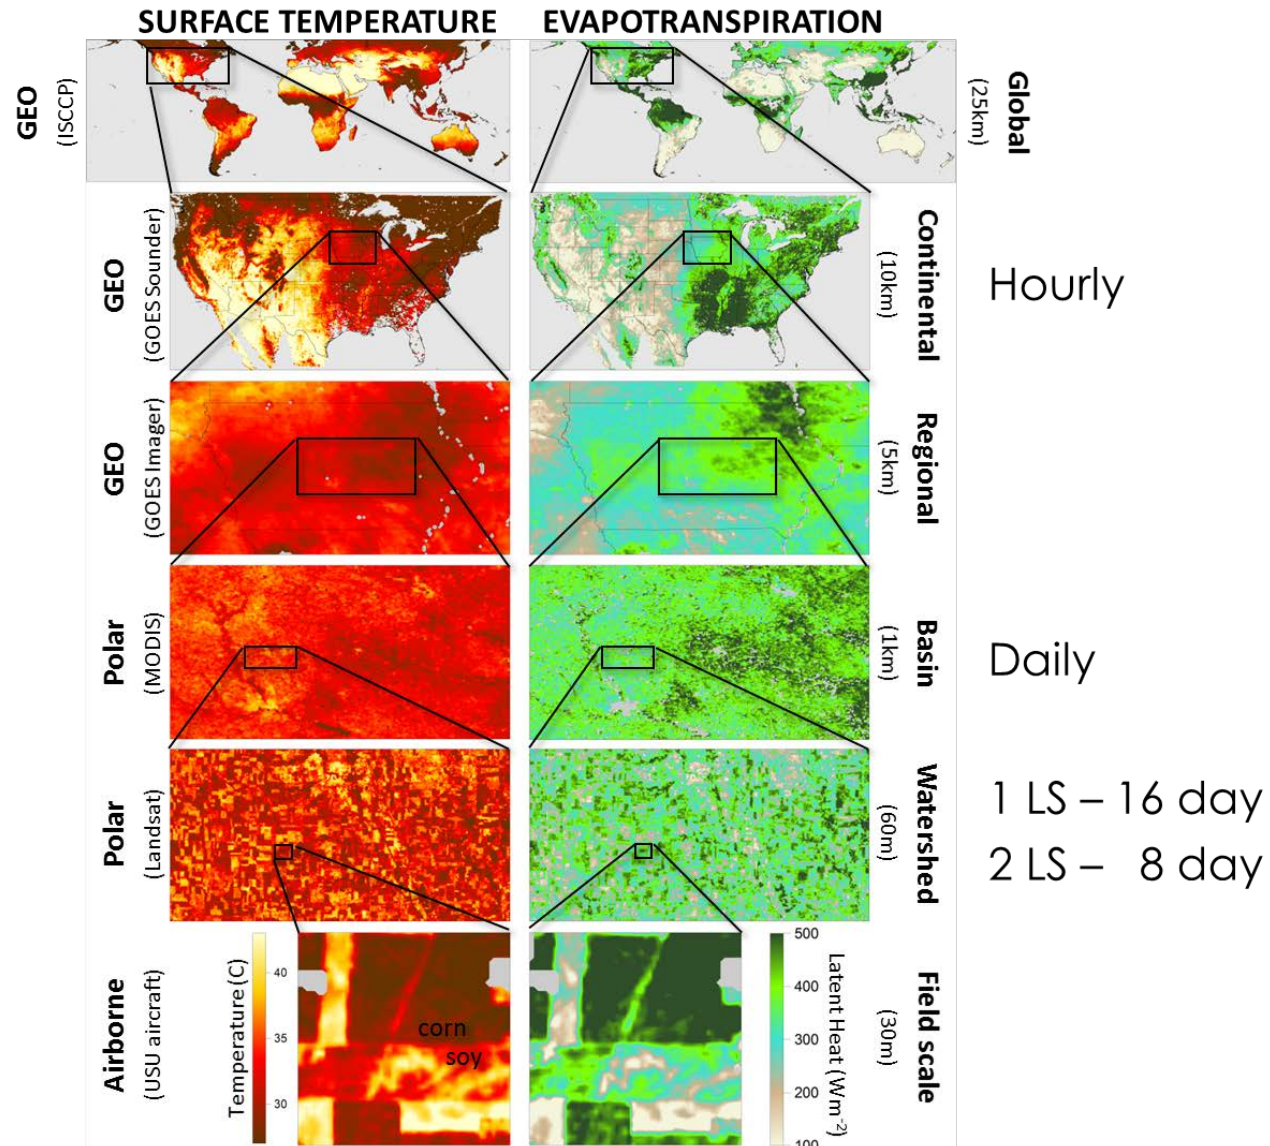 SURFACE TEMPERATURE
EVAPOTRANSPIRATION
GEO
(ISCCP)
Global
(25km)
GEO
(GOES Sounder)
Continental
(10km)
Hourly
GEO
(GOES Imager)
Regional
(5km)
Polar
(MODIS)
Basin
(1km)
Daily
Polar
(Landsat)
Watershed
(60m)
1 LS – 16 day
2 LS – 8 day
Airborne
(USU aircraft)
Temperature (C)
40
35
30
corn
soy
500
400
300
200
100
Latent Heat (Wm-2)
Field scale
(30m)